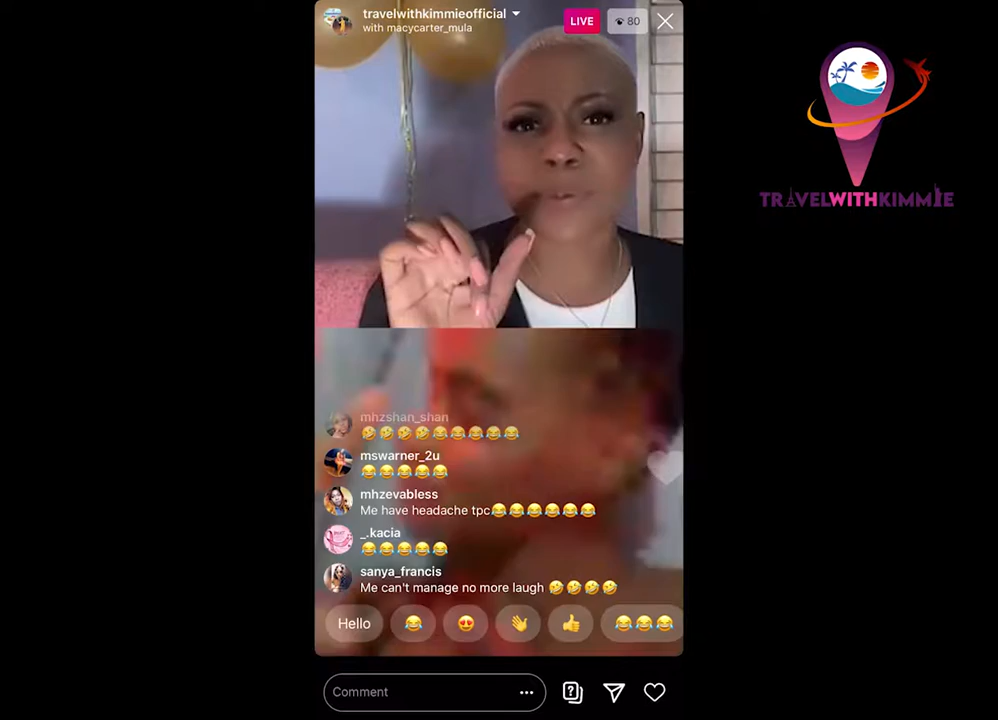 travelwithkimmieofficial
with macycarter_mula
LIVE
80
TRAVELWITHKIMMIE
mhzshan_shan
🤣🤣🤣🤣😂😂😂😂😂
mswarner_2u
😂😂😂😂😂
mhzevabless
Me have headache tpc😂😂😂😂😂😂
_.kacia
😂😂😂😂😂
sanya_francis
Me can't manage no more laugh 🤣🤣🤣🤣
Hello 😂 😍 👋 👍 😂😂😂
Comment